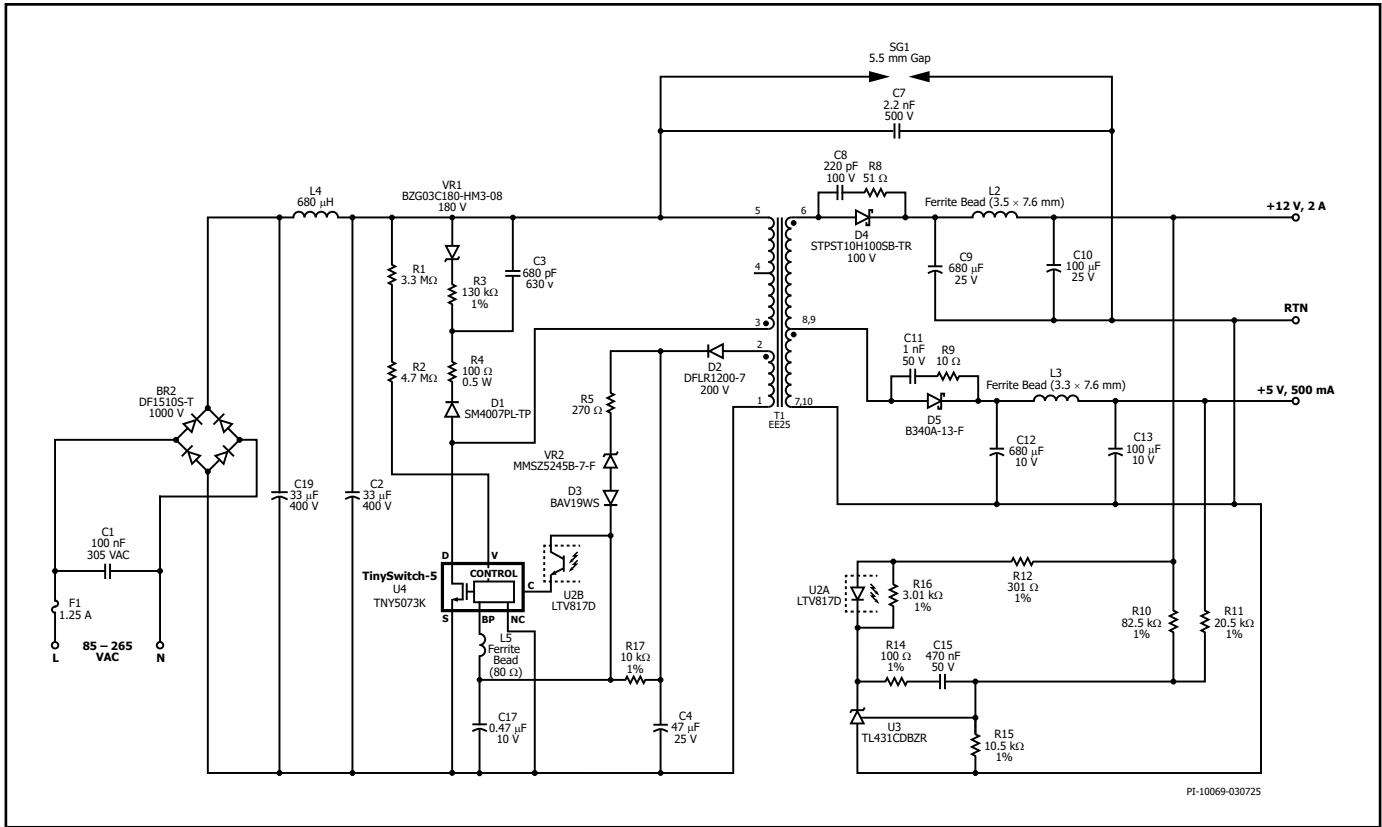 SG1
5.5 mm Gap
C7
2.2 nF
500 V
C8
220 pF
100 V
R8
51 Ω
L4
680 µH
VR1
BZG03C180-HM3-08
180 V
L2
Ferrite Bead (3.5 × 7.6 mm)
+12 V, 2 A
5
6
D4
STPST10H100SB-TR
100 V
C3
680 pF
630 v
R1
3.3 MΩ
R3
130 kΩ
1%
4
C9
680 µF
25 V
C10
100 µF
25 V
RTN
3
8,9
C11
1 nF
50 V
R9
10 Ω
2
R2
4.7 MΩ
R4
100 Ω
0.5 W
D2
DFLR1200-7
200 V
L3
Ferrite Bead (3.3 × 7.6 mm)
+5 V, 500 mA
BR2
DF1510S-T
1000 V
D1
SM4007PL-TP
R5
270 Ω
1
7,10
T1
EE25
D5
B340A-13-F
VR2
MMSZ5245B-7-F
C12
680 µF
10 V
C13
100 µF
10 V
D3
BAV19WS
C19
33 µF
400 V
C2
33 µF
400 V
C1
100 nF
305 VAC
D
V
TinySwitch-5
U4
TNY5073K
CONTROL
C
U2B
LTV817D
S
BP
NC
F1
1.25 A
L
85 – 265
VAC
N
L5
Ferrite
Bead
(80 Ω)
R17
10 kΩ
1%
C17
0.47 µF
10 V
C4
47 µF
25 V
U2A
LTV817D
R16
3.01 kΩ
1%
R12
301 Ω
1%
R10
82.5 kΩ
1%
R11
20.5 kΩ
1%
R14
100 Ω
1%
C15
470 nF
50 V
U3
TL431CDBZR
R15
10.5 kΩ
1%
PI-10069-030725